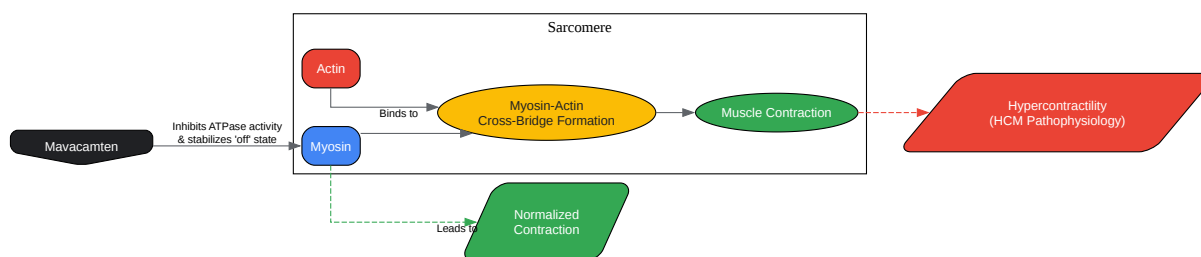 Sarcomere
Actin
Binds to
Myosin-Actin
Cross-Bridge Formation
Muscle Contraction
Hypercontractility
(HCM Pathophysiology)
Mavacamten
Inhibits ATPase activity
& stabilizes 'off' state
Myosin
Leads to
Normalized
Contraction